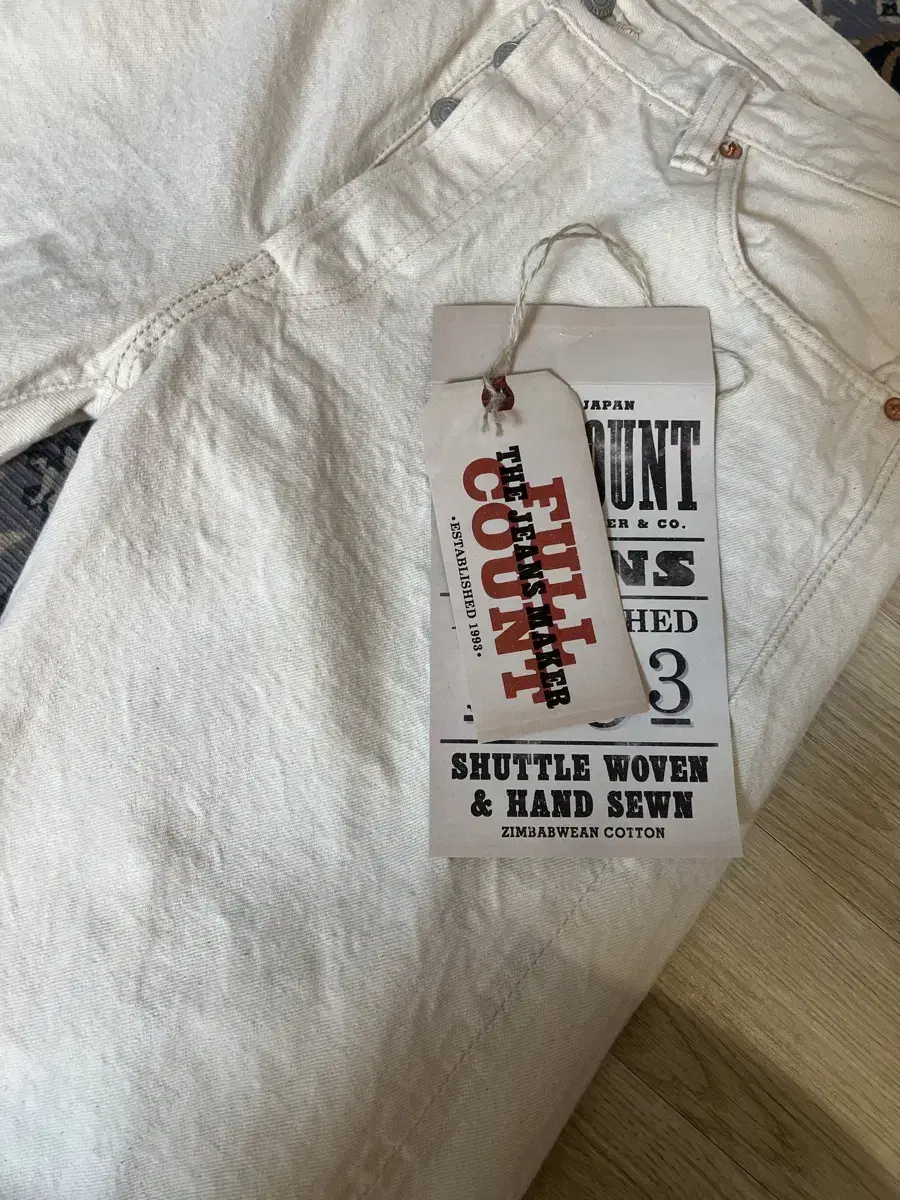 FULL
COUNT
THE JEANS MAKER
•ESTABLISHED 1993•
JAPAN
OUNT
ER & CO.
NS
HED
3
SHUTTLE WOVEN
& HAND SEWN
ZIMBABWEAN COTTON